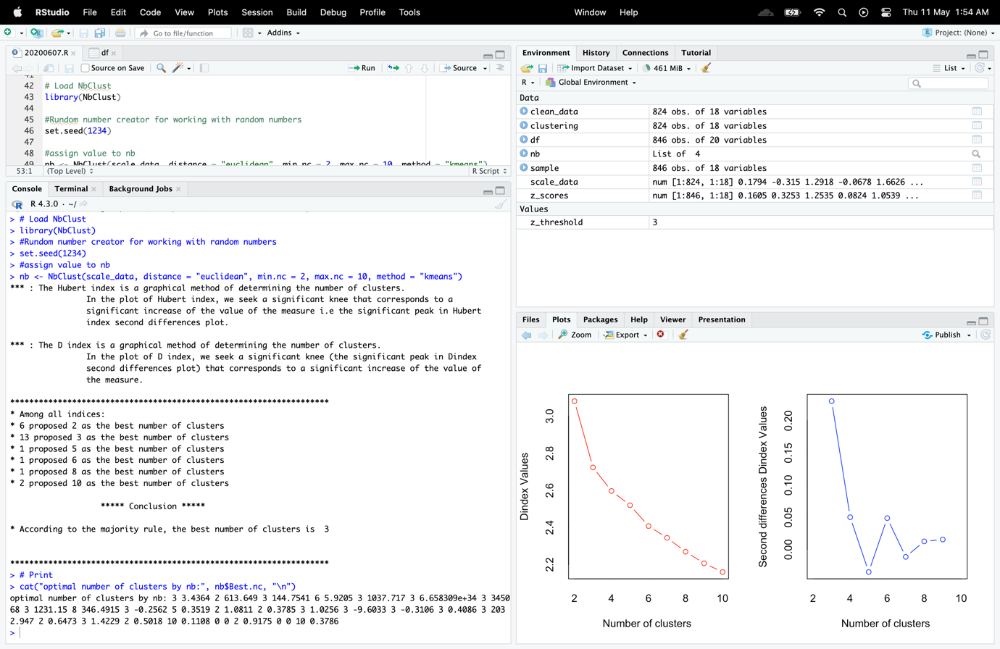 RStudio File Edit Code View Plots Session Build Debug Profile Tools Window Help Thu 11 May 1:54 AM
Go to file/function Addins Project: (None)
20200607.R df
Source on Save Run Source
41
42 # Load NbClust
43 library(NbClust)
44
45 #Rundom number creator for working with random numbers
46 set.seed(1234)
47
48 #assign value to nb
49 nb <- NbClust(scale_data, distance = "euclidean", min.nc = 2, max.nc = 10, method = "kmeans")
53:1 (Top Level) R Script
Console Terminal Background Jobs
R 4.3.0 · ~/
> # Load NbClust
> library(NbClust)
> #Rundom number creator for working with random numbers
> set.seed(1234)
> #assign value to nb
> nb <- NbClust(scale_data, distance = "euclidean", min.nc = 2, max.nc = 10, method = "kmeans")
*** : The Hubert index is a graphical method of determining the number of clusters.
In the plot of Hubert index, we seek a significant knee that corresponds to a
significant increase of the value of the measure i.e the significant peak in Hubert
index second differences plot.
*** : The D index is a graphical method of determining the number of clusters.
In the plot of D index, we seek a significant knee (the significant peak in Dindex
second differences plot) that corresponds to a significant increase of the value of
the measure.
*******************************************************************
* Among all indices:
* 6 proposed 2 as the best number of clusters
* 13 proposed 3 as the best number of clusters
* 1 proposed 5 as the best number of clusters
* 1 proposed 6 as the best number of clusters
* 1 proposed 8 as the best number of clusters
* 2 proposed 10 as the best number of clusters
***** Conclusion *****
* According to the majority rule, the best number of clusters is 3
*******************************************************************
> # Print
> cat("optimal number of clusters by nb:", nb$Best.nc, "\n")
optimal number of clusters by nb: 3 3.4364 2 613.649 3 144.7541 6 5.9205 3 1037.717 3 6.658309e+34 3 3450
68 3 1231.15 8 346.4915 3 -0.2562 5 0.3519 2 1.0811 2 0.3785 3 1.0256 3 -9.6033 3 -0.3106 3 0.4086 3 203
2.947 2 0.6473 3 1.4229 2 0.5018 10 0.1108 0 0 2 0.9175 0 0 10 0.3786
>
Environment History Connections Tutorial
Import Dataset 461 MiB List
R Global Environment
Data
clean_data 824 obs. of 18 variables
clustering 824 obs. of 18 variables
df 846 obs. of 20 variables
nb List of 4
sample 846 obs. of 18 variables
scale_data num [1:824, 1:18] 0.1794 -0.315 1.2918 -0.0678 1.6626 ...
z_scores num [1:846, 1:18] 0.1605 0.3253 1.2535 0.0824 1.0539 ...
Values
z_threshold 3
Files Plots Packages Help Viewer Presentation
Zoom Export Publish
Dindex Values
3.0
2.8
2.6
2.4
2.2
2 4 6 8 10
Number of clusters
Second differences Dindex Values
0.20
0.15
0.10
0.05
0.00
2 4 6 8 10
Number of clusters